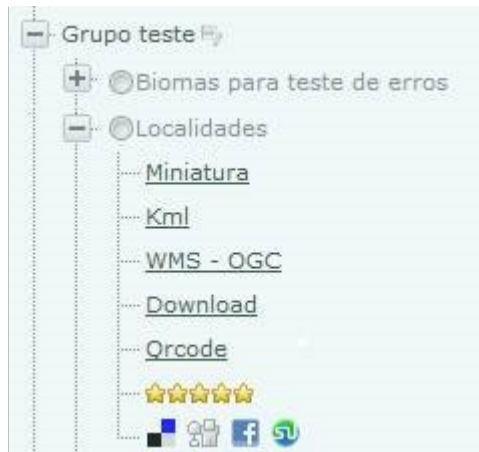 Grupo teste
Biomas para teste de erros
Localidades
Miniatura
Kml
WMS - OGC
Download
Qrcode